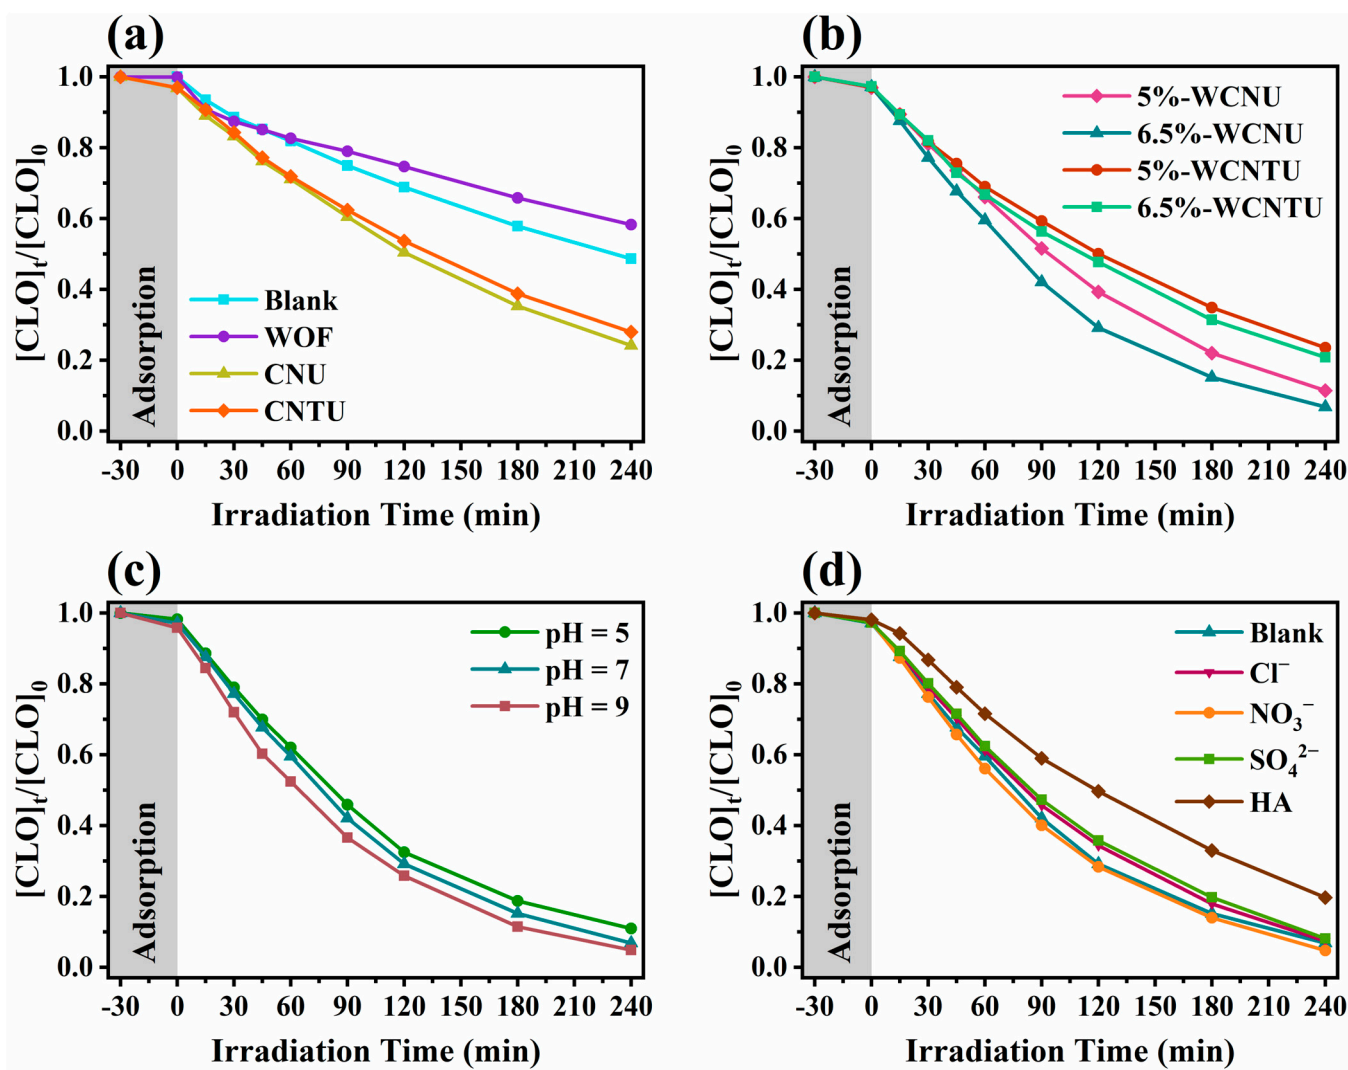 (a)
[CLO]t/[CLO]0
1.0
0.8
0.6
0.4
0.2
0.0
Adsorption
Blank
WOF
CNU
CNTU
-30 0 30 60 90 120 150 180 210 240
Irradiation Time (min)
(b)
[CLO]t/[CLO]0
1.0
0.8
0.6
0.4
0.2
0.0
Adsorption
5%-WCNU
6.5%-WCNU
5%-WCNTU
6.5%-WCNTU
-30 0 30 60 90 120 150 180 210 240
Irradiation Time (min)
(c)
[CLO]t/[CLO]0
1.0
0.8
0.6
0.4
0.2
0.0
Adsorption
pH = 5
pH = 7
pH = 9
-30 0 30 60 90 120 150 180 210 240
Irradiation Time (min)
(d)
[CLO]t/[CLO]0
1.0
0.8
0.6
0.4
0.2
0.0
Adsorption
Blank
Cl⁻
NO₃⁻
SO₄²⁻
HA
-30 0 30 60 90 120 150 180 210 240
Irradiation Time (min)